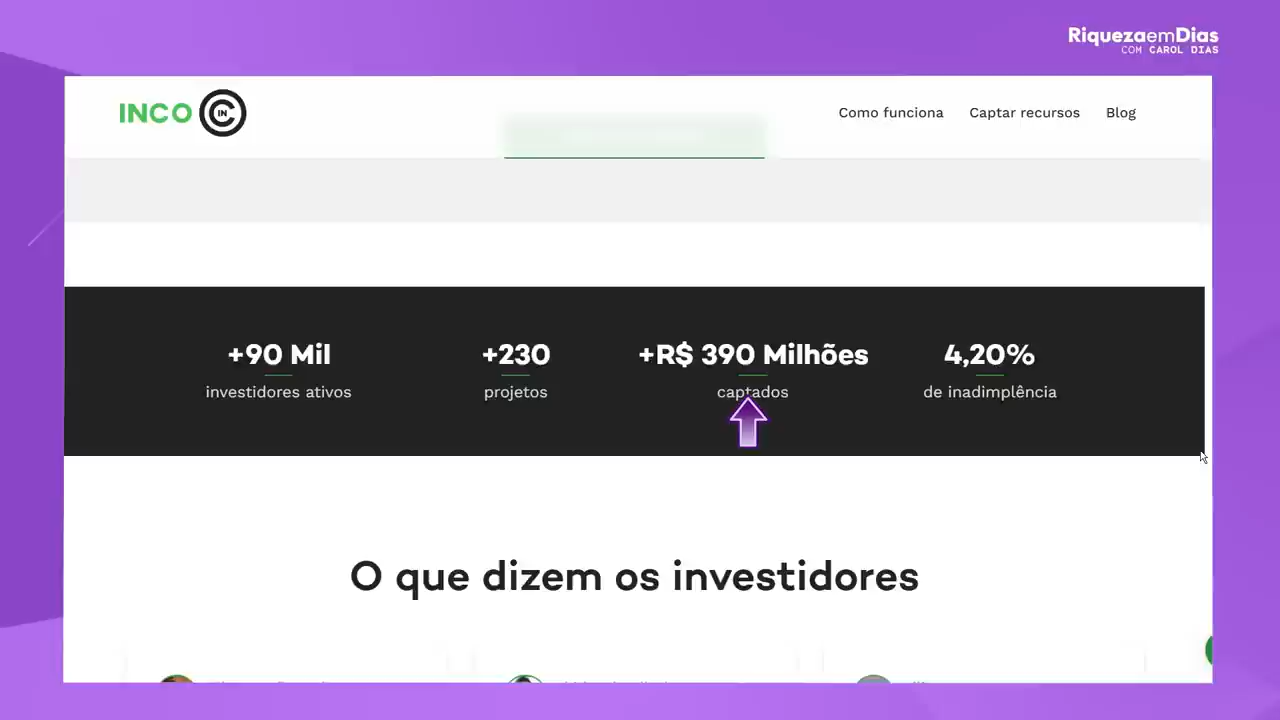 RiquezaemDias
COM CAROL DIAS
INCO
IN
Como funciona
Captar recursos
Blog
+90 Mil
investidores ativos
+230
projetos
+R$ 390 Milhões
captados
4,20%
de inadimplência
O que dizem os investidores